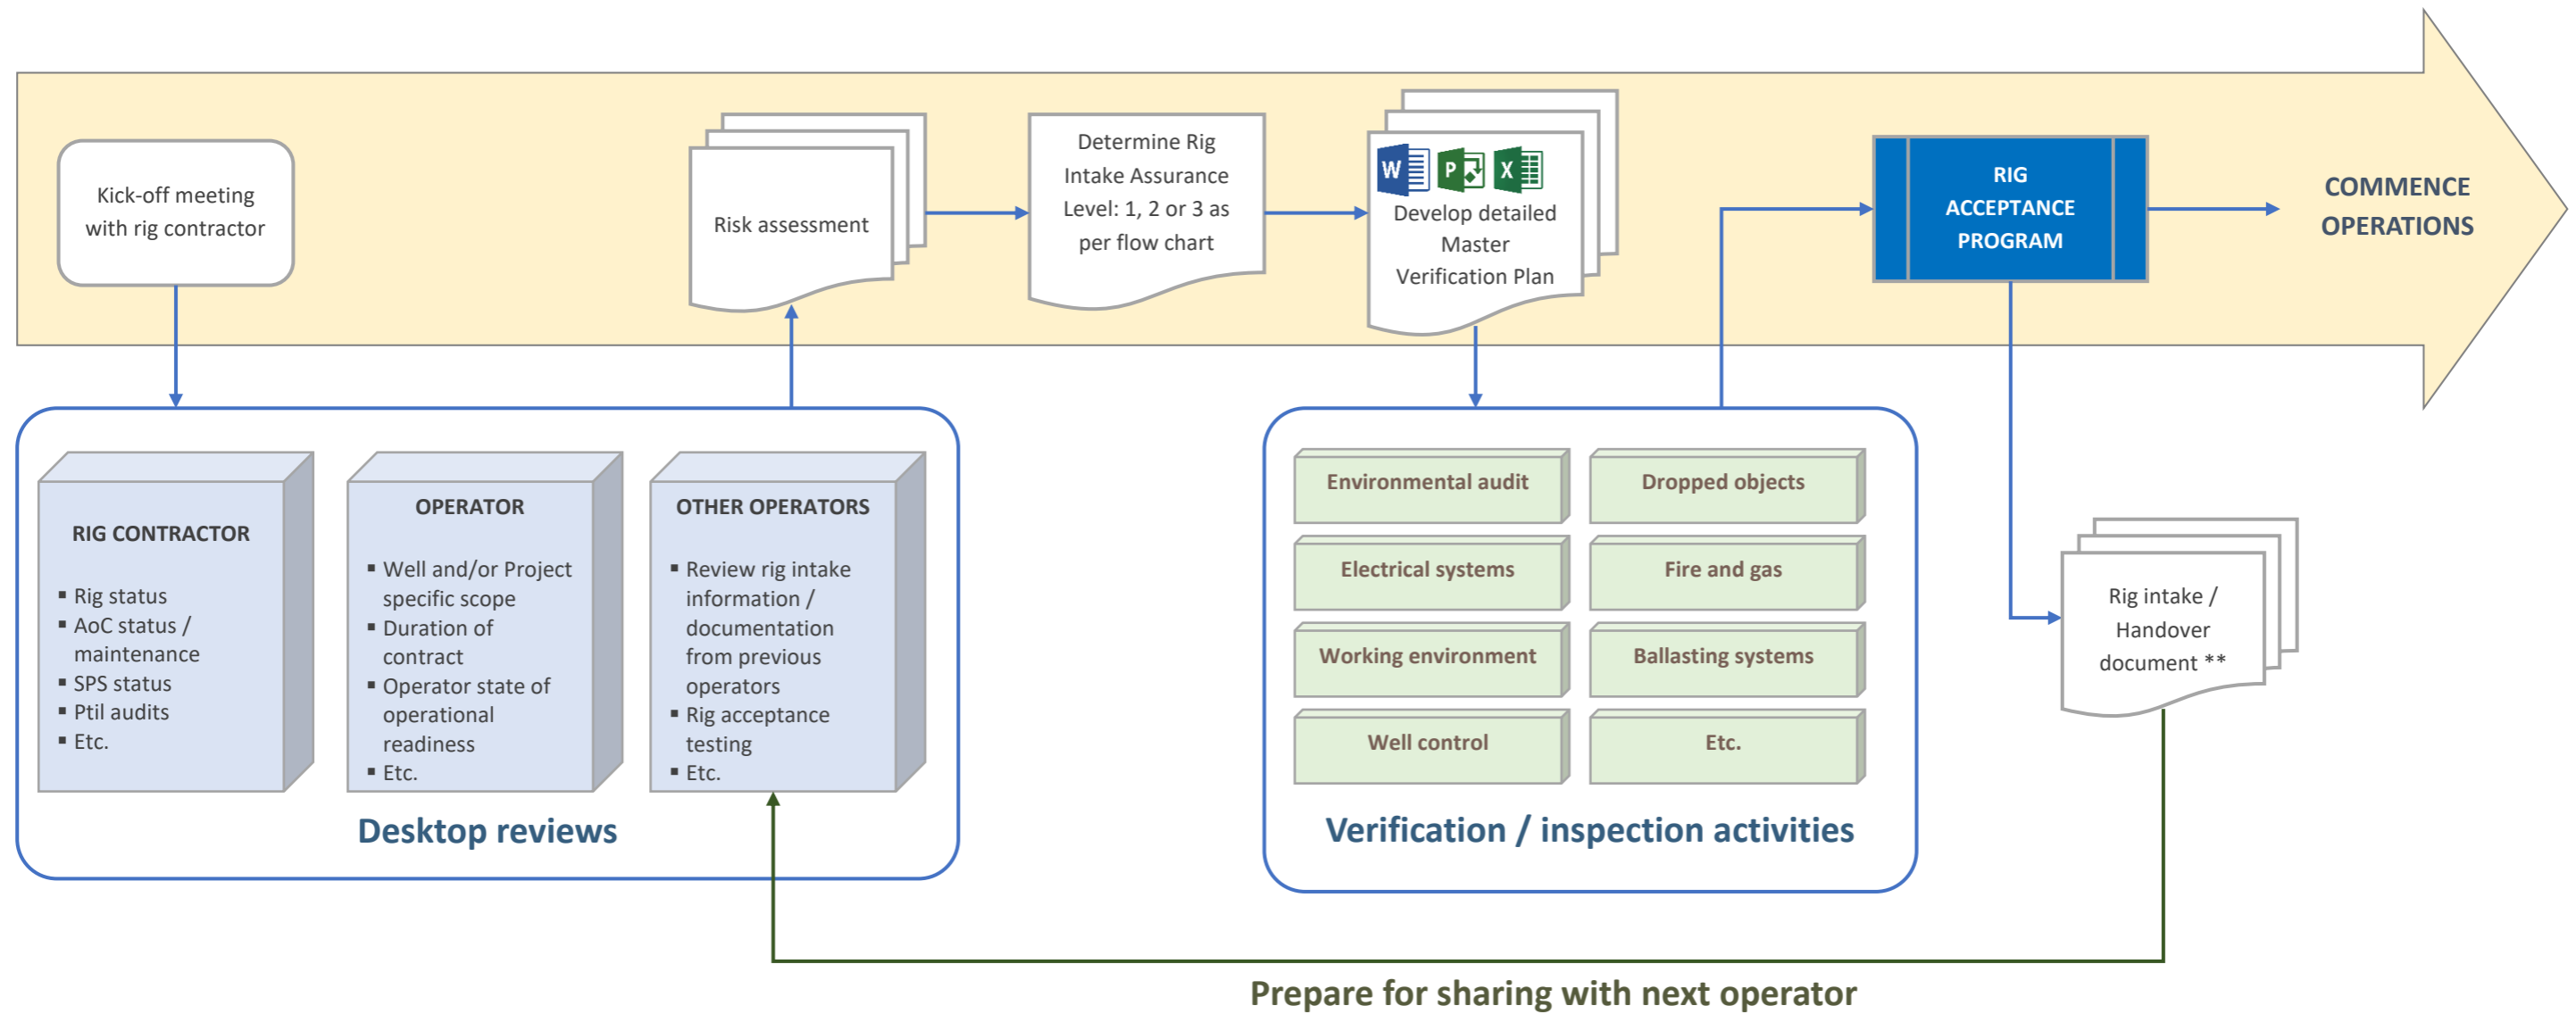 Kick-off meeting
with rig contractor
Risk assessment
Determine Rig
Intake Assurance
Level: 1, 2 or 3 as
per flow chart
W
P
X
Develop detailed
Master
Verification Plan
RIG
ACCEPTANCE
PROGRAM
COMMENCE
OPERATIONS
RIG CONTRACTOR
▪ Rig status
▪ AoC status /
maintenance
▪ SPS status
▪ Ptil audits
▪ Etc.
OPERATOR
▪ Well and/or Project
specific scope
▪ Duration of
contract
▪ Operator state of
operational
readiness
▪ Etc.
OTHER OPERATORS
▪ Review rig intake
information /
documentation
from previous
operators
▪ Rig acceptance
testing
▪ Etc.
Desktop reviews
Environmental audit
Dropped objects
Electrical systems
Fire and gas
Working environment
Ballasting systems
Well control
Etc.
Verification / inspection activities
Rig intake /
Handover
document **
Prepare for sharing with next operator